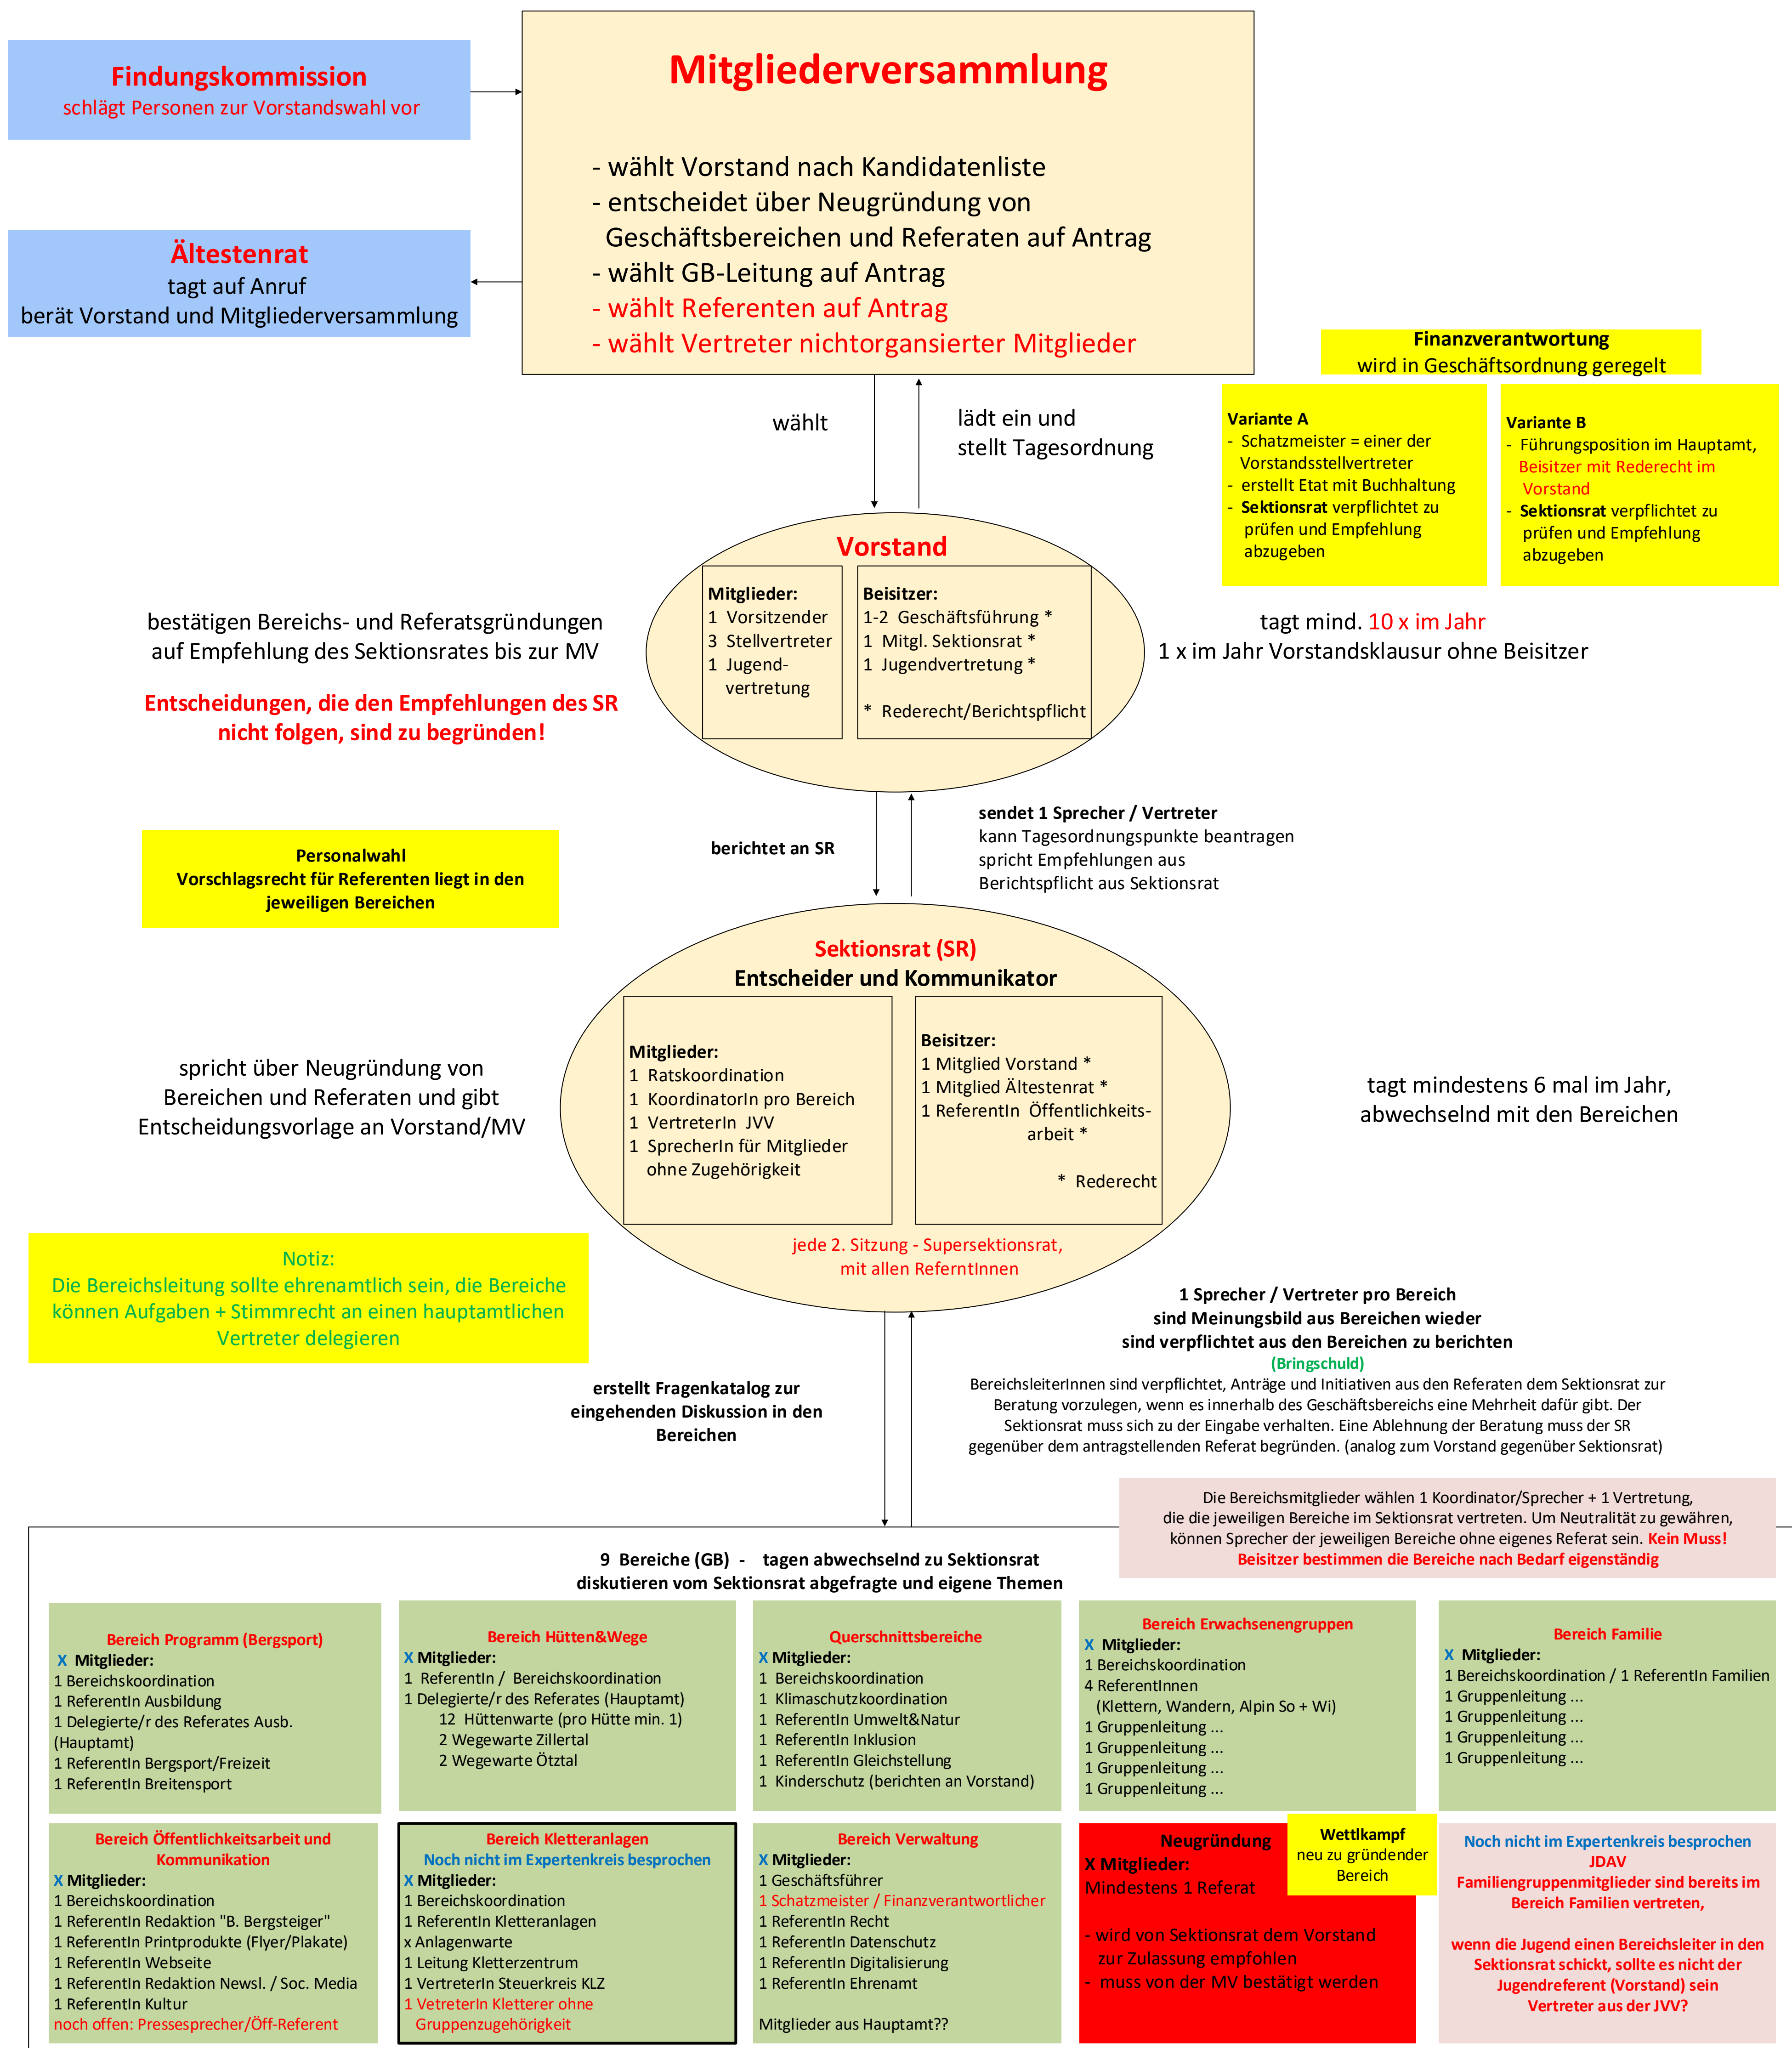 Findungskommission
schlägt Personen zur Vorstandswahl vor
Mitgliederversammlung
- wählt Vorstand nach Kandidatenliste
- entscheidet über Neugründung von
Geschäftsbereichen und Referaten auf Antrag
- wählt GB-Leitung auf Antrag
- wählt Referenten auf Antrag
- wählt Vertreter nichtorgansierter Mitglieder
Ältestenrat
tagt auf Anruf
berät Vorstand und Mitgliederversammlung
Finanzverantwortung
wird in Geschäftsordnung geregelt
Variante A
- Schatzmeister = einer der
Vorstandsstellvertreter
- erstellt Etat mit Buchhaltung
- Sektionsrat verpflichtet zu
prüfen und Empfehlung
abzugeben
Variante B
- Führungsposition im Hauptamt,
Beisitzer mit Rederecht im
Vorstand
- Sektionsrat verpflichtet zu
prüfen und Empfehlung
abzugeben
wählt
lädt ein und
stellt Tagesordnung
Vorstand
Mitglieder:
1 Vorsitzender
3 Stellvertreter
1 Jugend-
vertretung
Beisitzer:
1-2 Geschäftsführung *
1 Mitgl. Sektionsrat *
1 Jugendvertretung *
* Rederecht/Berichtspflicht
bestätigen Bereichs- und Referatsgründungen
auf Empfehlung des Sektionsrates bis zur MV
Entscheidungen, die den Empfehlungen des SR
nicht folgen, sind zu begründen!
tagt mind. 10 x im Jahr
1 x im Jahr Vorstandsklausur ohne Beisitzer
Personalwahl
Vorschlagsrecht für Referenten liegt in den
jeweiligen Bereichen
berichtet an SR
sendet 1 Sprecher / Vertreter
kann Tagesordnungspunkte beantragen
spricht Empfehlungen aus
Berichtspflicht aus Sektionsrat
Sektionsrat (SR)
Entscheider und Kommunikator
Mitglieder:
1 Ratskoordination
1 KoordinatorIn pro Bereich
1 VertreterIn JVV
1 SprecherIn für Mitglieder
ohne Zugehörigkeit
Beisitzer:
1 Mitglied Vorstand *
1 Mitglied Ältestenrat *
1 ReferentIn Öffentlichkeits-
arbeit *
* Rederecht
jede 2. Sitzung - Supersektionsrat,
mit allen ReferntInnen
spricht über Neugründung von
Bereichen und Referaten und gibt
Entscheidungsvorlage an Vorstand/MV
tagt mindestens 6 mal im Jahr,
abwechselnd mit den Bereichen
Notiz:
Die Bereichsleitung sollte ehrenamtlich sein, die Bereiche
können Aufgaben + Stimmrecht an einen hauptamtlichen
Vertreter delegieren
erstellt Fragenkatalog zur
eingehenden Diskussion in den
Bereichen
1 Sprecher / Vertreter pro Bereich
sind Meinungsbild aus Bereichen wieder
sind verpflichtet aus den Bereichen zu berichten
(Bringschuld)
BereichsleiterInnen sind verpflichtet, Anträge und Initiativen aus den Referaten dem Sektionsrat zur
Beratung vorzulegen, wenn es innerhalb des Geschäftsbereichs eine Mehrheit dafür gibt. Der
Sektionsrat muss sich zu der Eingabe verhalten. Eine Ablehnung der Beratung muss der SR
gegenüber dem antragstellenden Referat begründen. (analog zum Vorstand gegenüber Sektionsrat)
Die Bereichsmitglieder wählen 1 Koordinator/Sprecher + 1 Vertretung,
die die jeweiligen Bereiche im Sektionsrat vertreten. Um Neutralität zu gewähren,
können Sprecher der jeweiligen Bereiche ohne eigenes Referat sein. Kein Muss!
Beisitzer bestimmen die Bereiche nach Bedarf eigenständig
9 Bereiche (GB) - tagen abwechselnd zu Sektionsrat
diskutieren vom Sektionsrat abgefragte und eigene Themen
Bereich Programm (Bergsport)
X Mitglieder:
1 Bereichskoordination
1 ReferentIn Ausbildung
1 Delegierte/r des Referates Ausb.
(Hauptamt)
1 ReferentIn Bergsport/Freizeit
1 ReferentIn Breitensport
Bereich Hütten&Wege
X Mitglieder:
1 ReferentIn / Bereichskoordination
1 Delegierte/r des Referates (Hauptamt)
12 Hüttenwarte (pro Hütte min. 1)
2 Wegewarte Zillertal
2 Wegewarte Ötztal
Querschnittsbereiche
X Mitglieder:
1 Bereichskoordination
1 Klimaschutzkoordination
1 ReferentIn Umwelt&Natur
1 ReferentIn Inklusion
1 ReferentIn Gleichstellung
1 Kinderschutz (berichten an Vorstand)
Bereich Erwachsenengruppen
X Mitglieder:
1 Bereichskoordination
4 ReferentInnen
(Klettern, Wandern, Alpin So + Wi)
1 Gruppenleitung ...
1 Gruppenleitung ...
1 Gruppenleitung ...
1 Gruppenleitung ...
Bereich Familie
X Mitglieder:
1 Bereichskoordination / 1 ReferentIn Familien
1 Gruppenleitung ...
1 Gruppenleitung ...
1 Gruppenleitung ...
1 Gruppenleitung ...
Bereich Öffentlichkeitsarbeit und
Kommunikation
X Mitglieder:
1 Bereichskoordination
1 ReferentIn Redaktion "B. Bergsteiger"
1 ReferentIn Printprodukte (Flyer/Plakate)
1 ReferentIn Webseite
1 ReferentIn Redaktion Newsl. / Soc. Media
1 ReferentIn Kultur
noch offen: Pressesprecher/Öff-Referent
Bereich Kletteranlagen
Noch nicht im Expertenkreis besprochen
X Mitglieder:
1 Bereichskoordination
1 ReferentIn Kletteranlagen
x Anlagenwarte
1 Leitung Kletterzentrum
1 VertreterIn Steuerkreis KLZ
1 VetreterIn Kletterer ohne
Gruppenzugehörigkeit
Bereich Verwaltung
X Mitglieder:
1 Geschäftsführer
1 Schatzmeister / Finanzverantwortlicher
1 ReferentIn Recht
1 ReferentIn Datenschutz
1 ReferentIn Digitalisierung
1 ReferentIn Ehrenamt
Mitglieder aus Hauptamt??
Neugründung
X Mitglieder:
Mindestens 1 Referat
- wird von Sektionsrat dem Vorstand
zur Zulassung empfohlen
- muss von der MV bestätigt werden
Wettlkampf
neu zu gründender
Bereich
Noch nicht im Expertenkreis besprochen
JDAV
Familiengruppenmitglieder sind bereits im
Bereich Familien vertreten,
wenn die Jugend einen Bereichsleiter in den
Sektionsrat schickt, sollte es nicht der
Jugendreferent (Vorstand) sein
Vertreter aus der JVV?